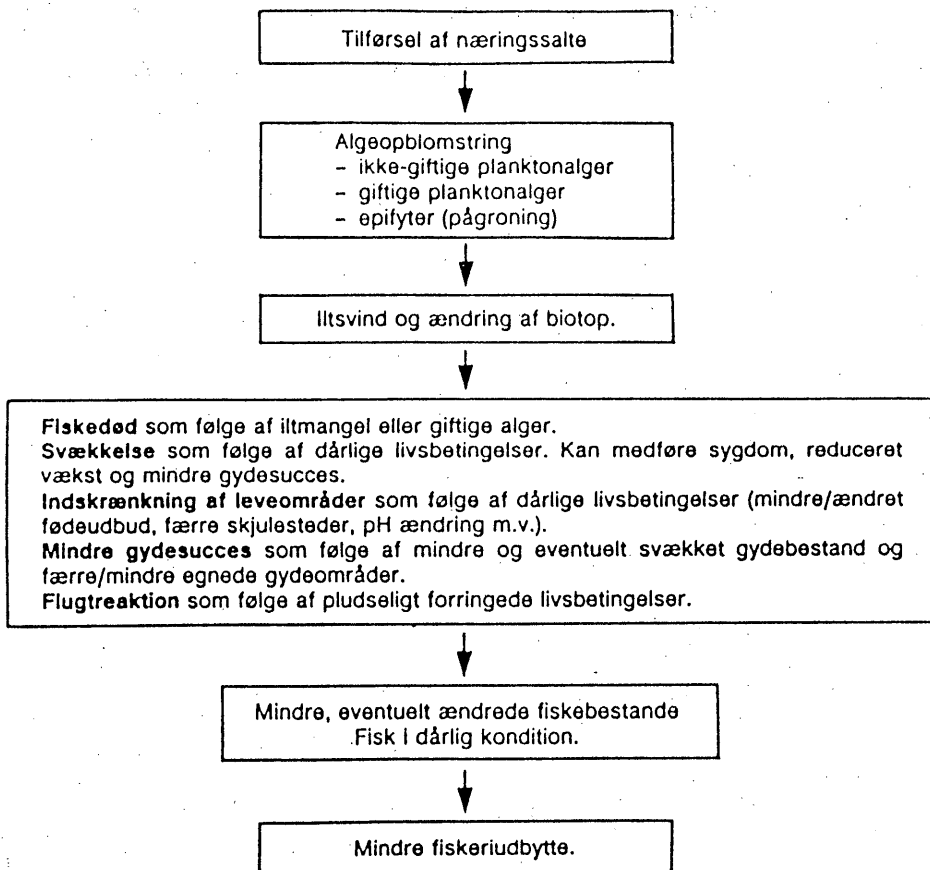 Tilførsel af næringssalte
Algeopblomstring
- ikke-giftige planktonalger
- giftige planktonalger
- epifyter (pågroning)
Iltsvind og ændring af biotop.
Fiskedød som følge af iltmangel eller giftige alger.
Svækkelse som følge af dårlige livsbetingelser. Kan medføre sygdom, reduceret
vækst og mindre gydesucces.
Indskrænkning af leveområder som følge af dårlige livsbetingelser (mindre/ændret
fødeudbud, færre skjulesteder, pH ændring m.v.).
Mindre gydesucces som følge af mindre og eventuelt svækket gydebestand og
færre/mindre egnede gydeområder.
Flugtreaktion som følge af pludseligt forringede livsbetingelser.
Mindre, eventuelt ændrede fiskebestande
Fisk i dårlig kondition.
Mindre fiskeriudbytte.